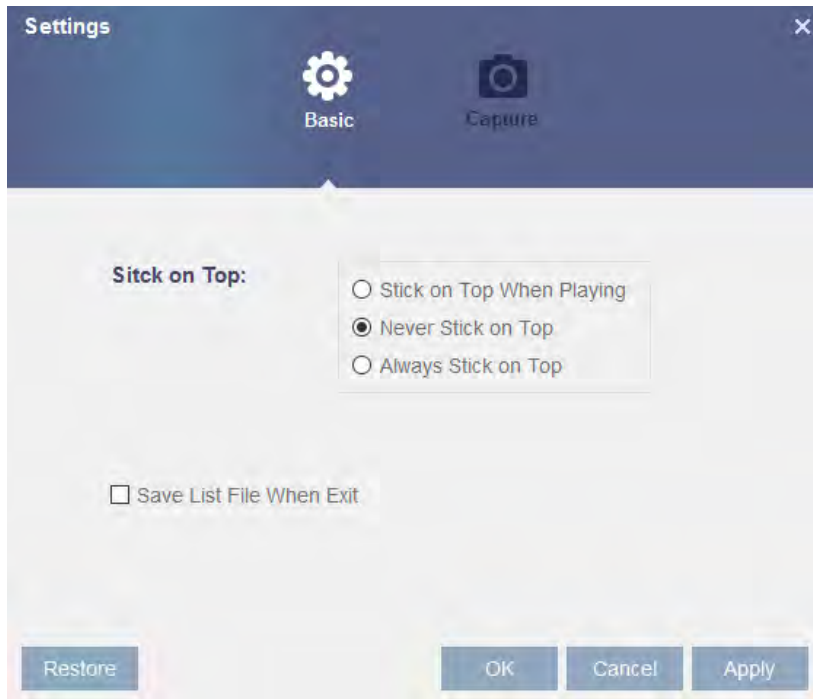 Settings
Basic
Capture
Sitck on Top:
Stick on Top When Playing
Never Stick on Top
Always Stick on Top
Save List File When Exit
Restore
OK
Cancel
Apply